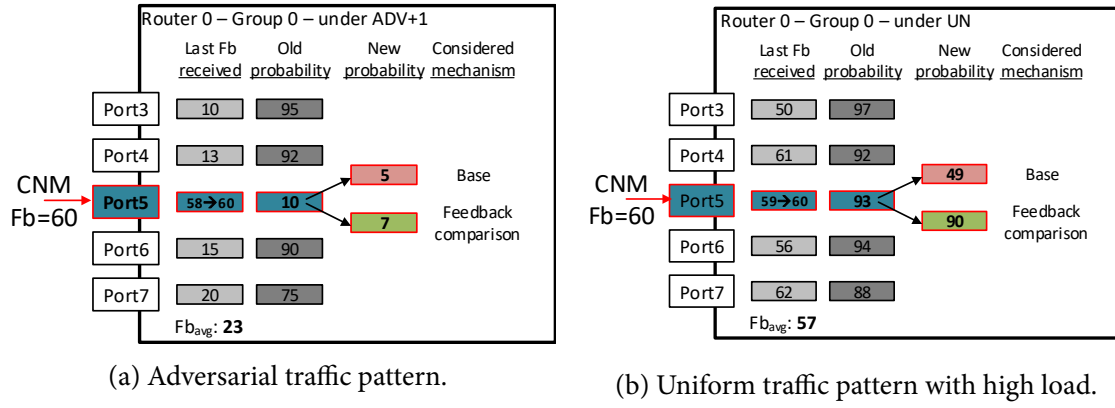 Router 0 – Group 0 – under ADV+1
Last Fb Old New Considered
received probability probability mechanism
Port3 10 95
Port4 13 92
CNM
Fb=60
Port5 58→60 10
5 Base
7 Feedback
comparison
Port6 15 90
Port7 20 75
Fbavg: 23
(a) Adversarial traffic pattern.
Router 0 – Group 0 – under UN
Last Fb Old New Considered
received probability probability mechanism
Port3 50 97
Port4 61 92
CNM
Fb=60
Port5 59→60 93
49 Base
90 Feedback
comparison
Port6 56 94
Port7 62 88
Fbavg: 57
(b) Uniform traffic pattern with high load.